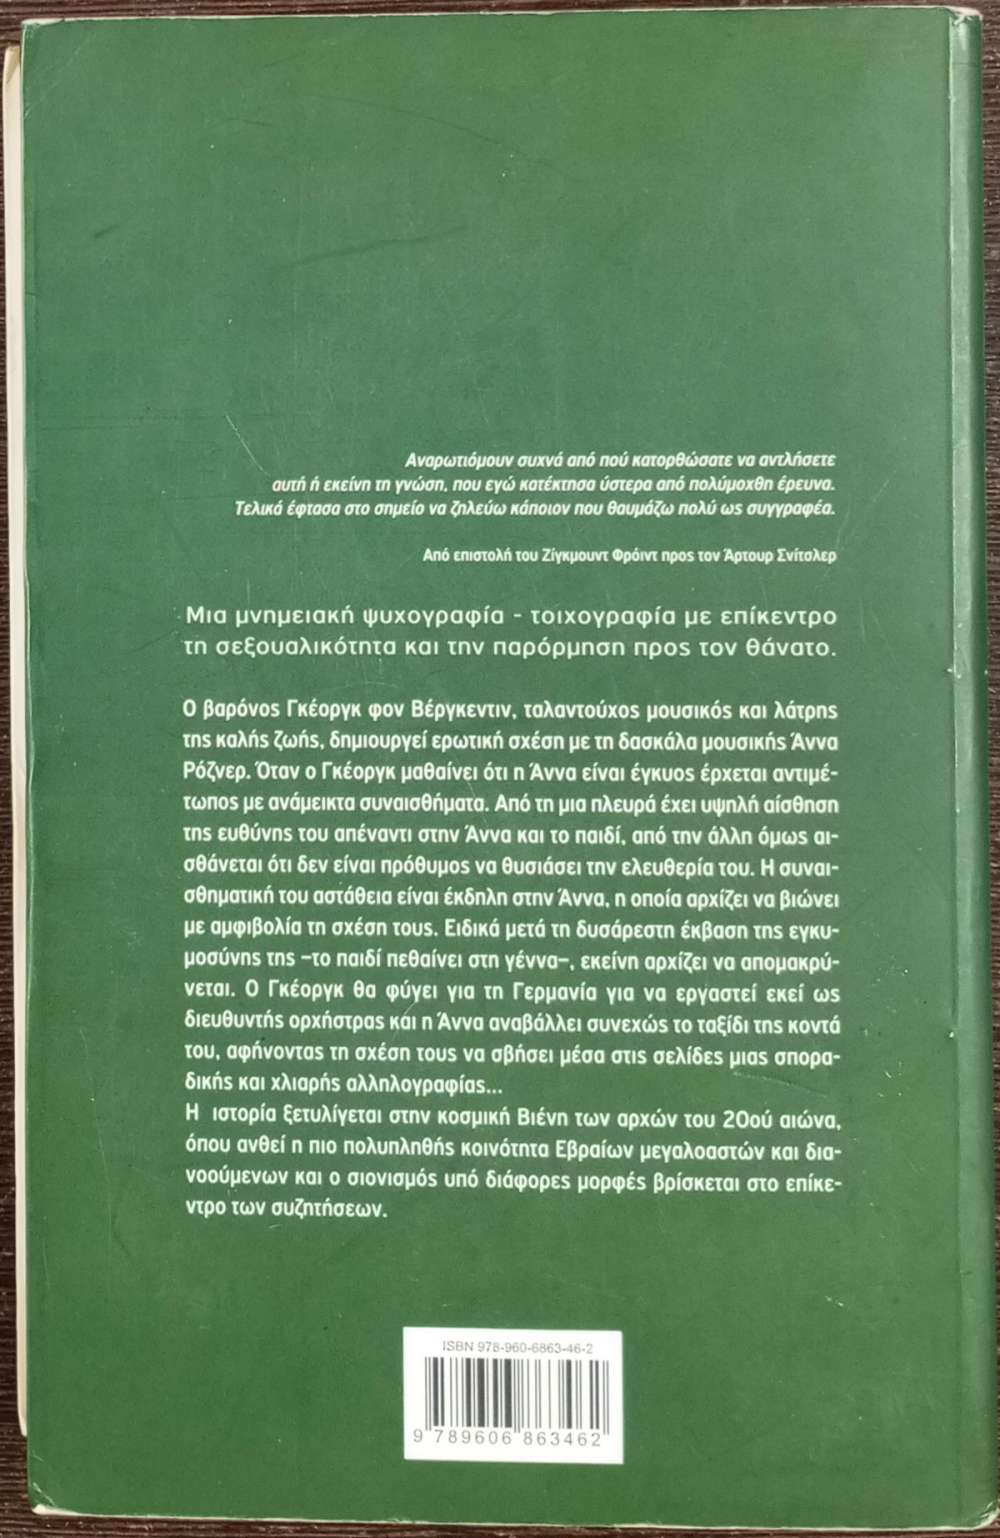 Αναρωτιόμουν συχνά από πού κατορθώσατε να αντλήσετε
αυτή ή εκείνη τη γνώση, που εγώ κατέκτησα ύστερα από πολύμοχθη έρευνα.
Τελικά έφτασα στο σημείο να ζηλεύω κάποιον που θαυμάζω πολύ ως συγγραφέα.
Από επιστολή του Ζίγκμουντ Φρόιντ προς τον Άρτουρ Σνίτσλερ
Μια μνημειακή ψυχογραφία - τοιχογραφία με επίκεντρο
τη σεξουαλικότητα και την παρόρμηση προς τον θάνατο.
Ο βαρόνος Γκέοργκ φον Βέργκεντιν, ταλαντούχος μουσικός και λάτρης
της καλής ζωής, δημιουργεί ερωτική σχέση με τη δασκάλα μουσικής Άννα
Ρόζνερ. Όταν ο Γκέοργκ μαθαίνει ότι η Άννα είναι έγκυος έρχεται αντιμέ-
τωπος με ανάμεικτα συναισθήματα. Από τη μια πλευρά έχει υψηλή αίσθηση
της ευθύνης του απέναντι στην Άννα και το παιδί, από την άλλη όμως αι-
σθάνεται ότι δεν είναι πρόθυμος να θυσιάσει την ελευθερία του. Η συναι-
σθηματική του αστάθεια είναι έκδηλη στην Άννα, η οποία αρχίζει να βιώνει
με αμφιβολία τη σχέση τους. Ειδικά μετά τη δυσάρεστη έκβαση της εγκυ-
μοσύνης της –το παιδί πεθαίνει στη γέννα–, εκείνη αρχίζει να απομακρύ-
νεται. Ο Γκέοργκ θα φύγει για τη Γερμανία για να εργαστεί εκεί ως
διευθυντής ορχήστρας και η Άννα αναβάλλει συνεχώς το ταξίδι της κοντά
του, αφήνοντας τη σχέση τους να σβήσει μέσα στις σελίδες μιας σπορα-
δικής και χλιαρής αλληλογραφίας...
Η ιστορία ξετυλίγεται στην κοσμική Βιένη των αρχών του 20ού αιώνα,
όπου ανθεί η πιο πολυπληθής κοινότητα Εβραίων μεγαλοαστών και δια-
νοούμενων και ο σιονισμός υπό διάφορες μορφές βρίσκεται στο επίκε-
ντρο των συζητήσεων.
ISBN 978-960-6863-46-2
9 789606 863462